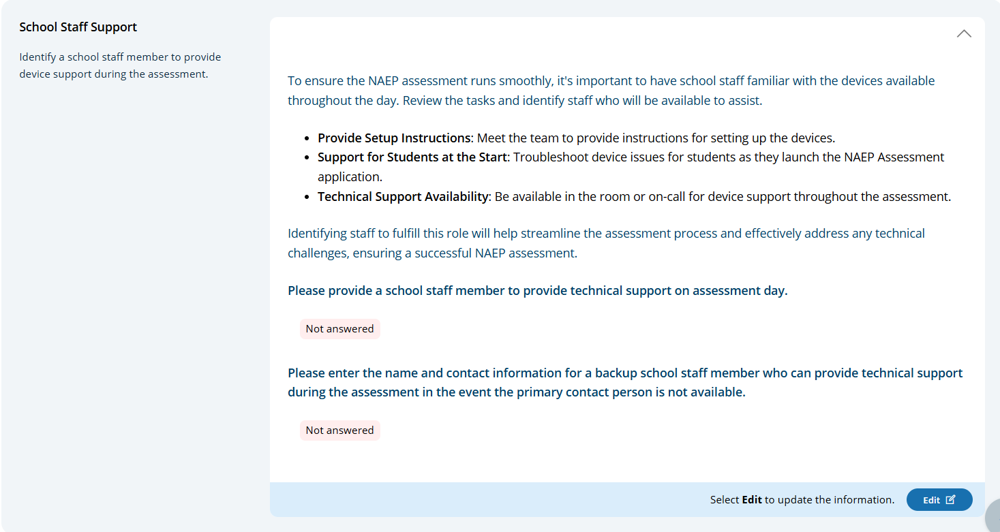 School Staff Support
Identify a school staff member to provide
device support during the assessment.
To ensure the NAEP assessment runs smoothly, it's important to have school staff familiar with the devices available
throughout the day. Review the tasks and identify staff who will be available to assist.
• Provide Setup Instructions: Meet the team to provide instructions for setting up the devices.
• Support for Students at the Start: Troubleshoot device issues for students as they launch the NAEP Assessment
application.
• Technical Support Availability: Be available in the room or on-call for device support throughout the assessment.
Identifying staff to fulfill this role will help streamline the assessment process and effectively address any technical
challenges, ensuring a successful NAEP assessment.
Please provide a school staff member to provide technical support on assessment day.
Not answered
Please enter the name and contact information for a backup school staff member who can provide technical support
during the assessment in the event the primary contact person is not available.
Not answered
Select Edit to update the information.
Edit